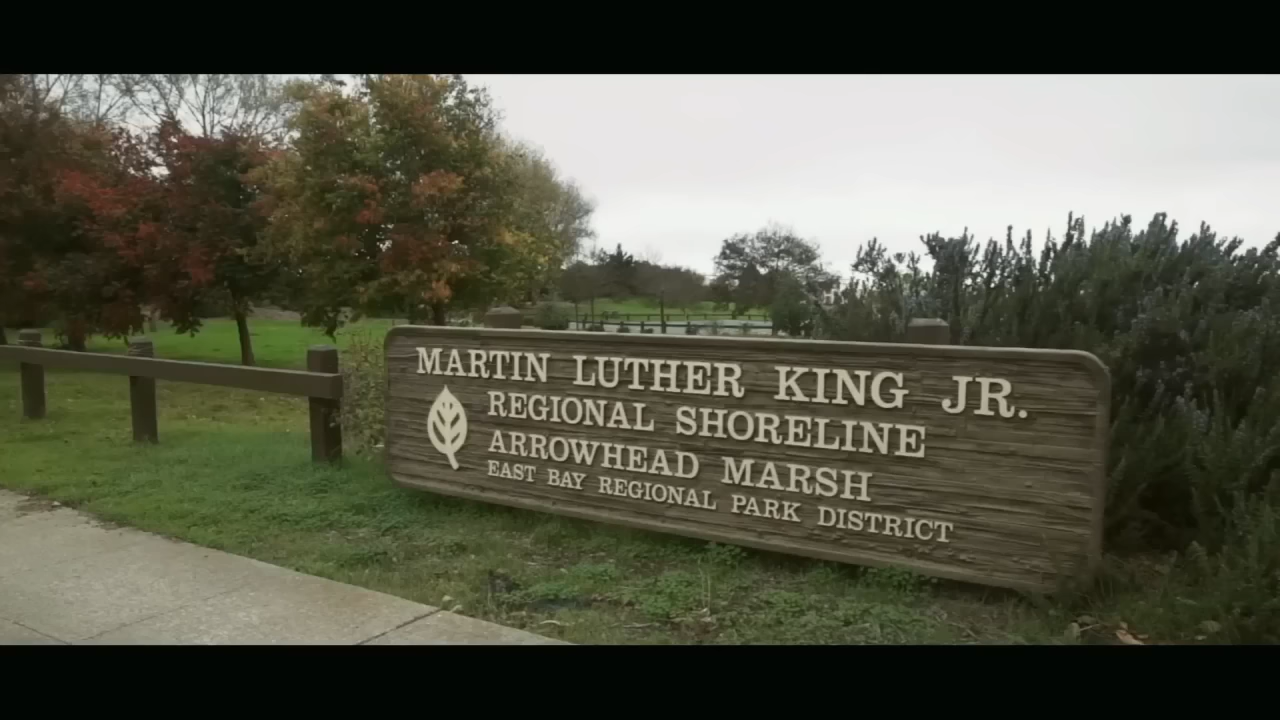 MARTIN LUTHER KING JR.
REGIONAL SHORELINE
ARROWHEAD MARSH
EAST BAY REGIONAL PARK DISTRICT